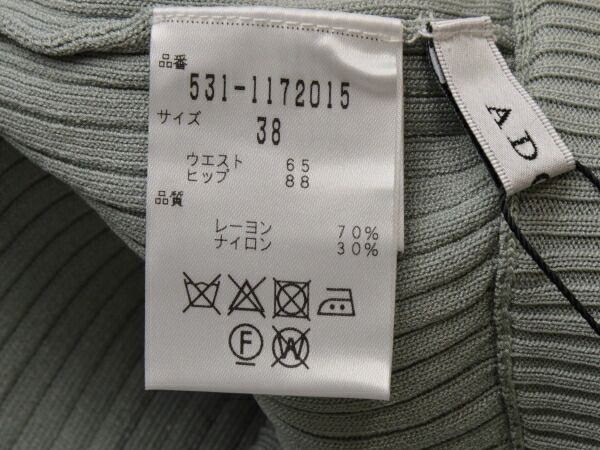 品番
531-1172015
サイズ
38
ウエスト 65
ヒップ 88
品質
レーヨン 70%
ナイロン 30%
F W
AD